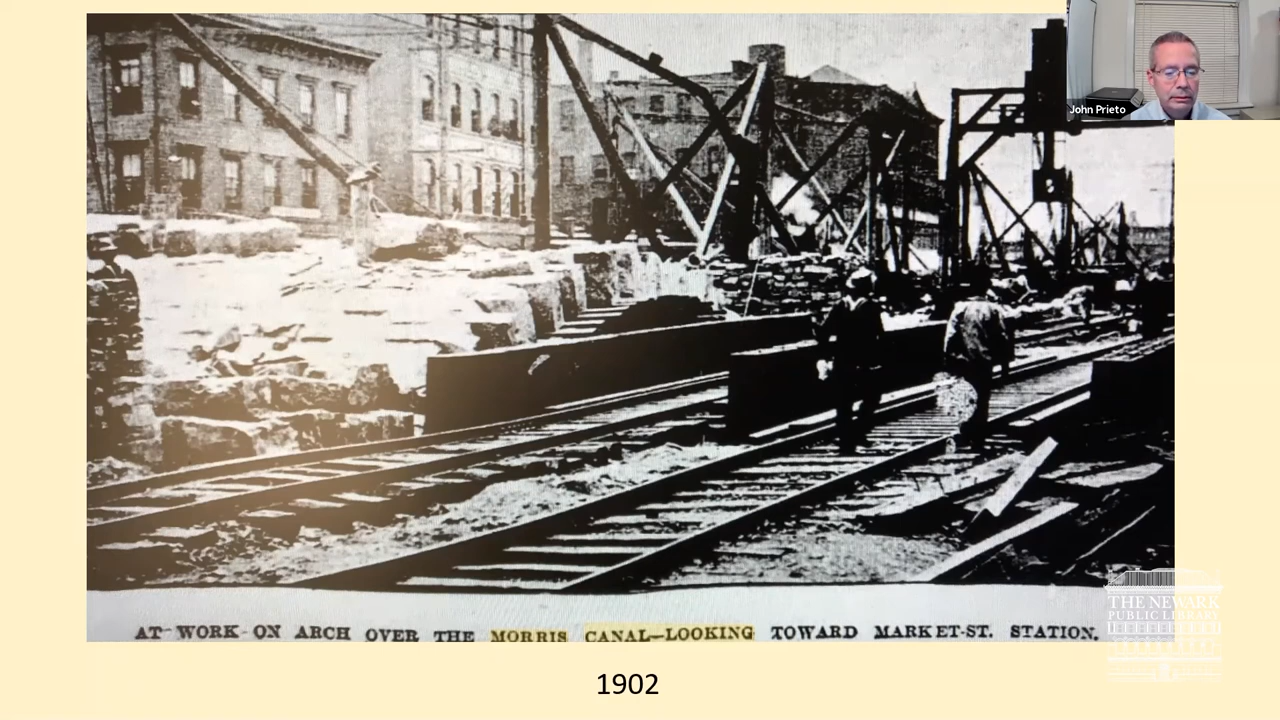 John Prieto
AT WORK ON ARCH OVER THE MORRIS CANAL—LOOKING TOWARD MARKET-ST. STATION.
THE NEWARK
PUBLIC LIBRARY
1902